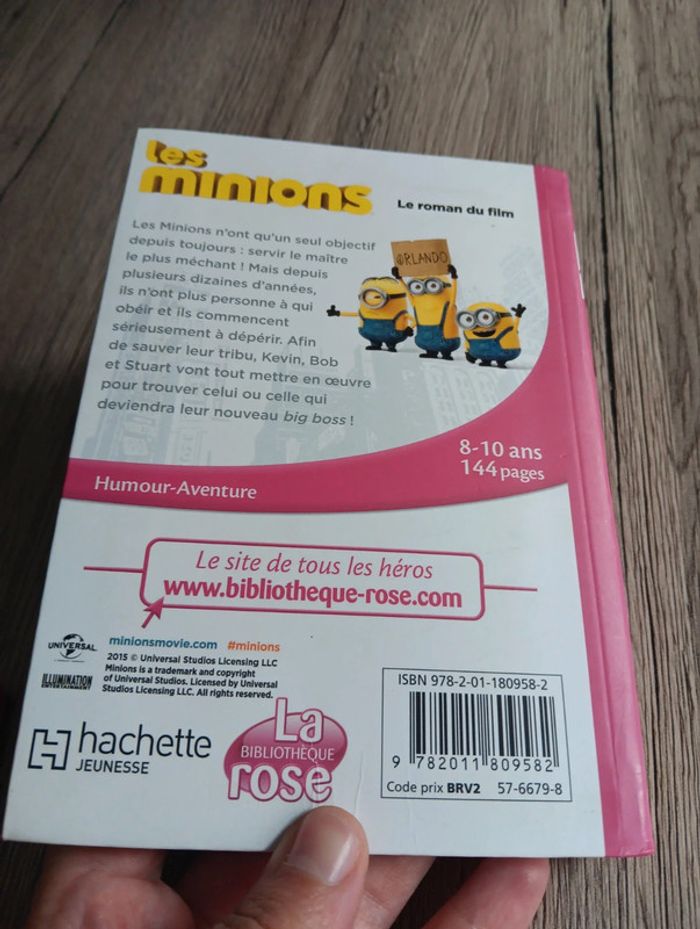 les
minions
Le roman du film
Les Minions n'ont qu'un seul objectif
depuis toujours : servir le maître
le plus méchant ! Mais depuis
plusieurs dizaines d'années,
ils n'ont plus personne à qui
obéir et ils commencent
sérieusement à dépérir. Afin
de sauver leur tribu, Kevin, Bob
et Stuart vont tout mettre en œuvre
pour trouver celui ou celle qui
deviendra leur nouveau big boss !
ORLANDO
8-10 ans
144 pages
Humour-Aventure
Le site de tous les héros
www.bibliotheque-rose.com
UNIVERSAL
ILLUMINATION
ENTERTAINMENT
minionsmovie.com #minions
2015 © Universal Studios Licensing LLC
Minions is a trademark and copyright
of Universal Studios. Licensed by Universal
Studios Licensing LLC. All rights reserved.
hachette
JEUNESSE
La
BIBLIOTHÈQUE
rose
ISBN 978-2-01-180958-2
9 782011 809582
Code prix BRV2 57-6679-8